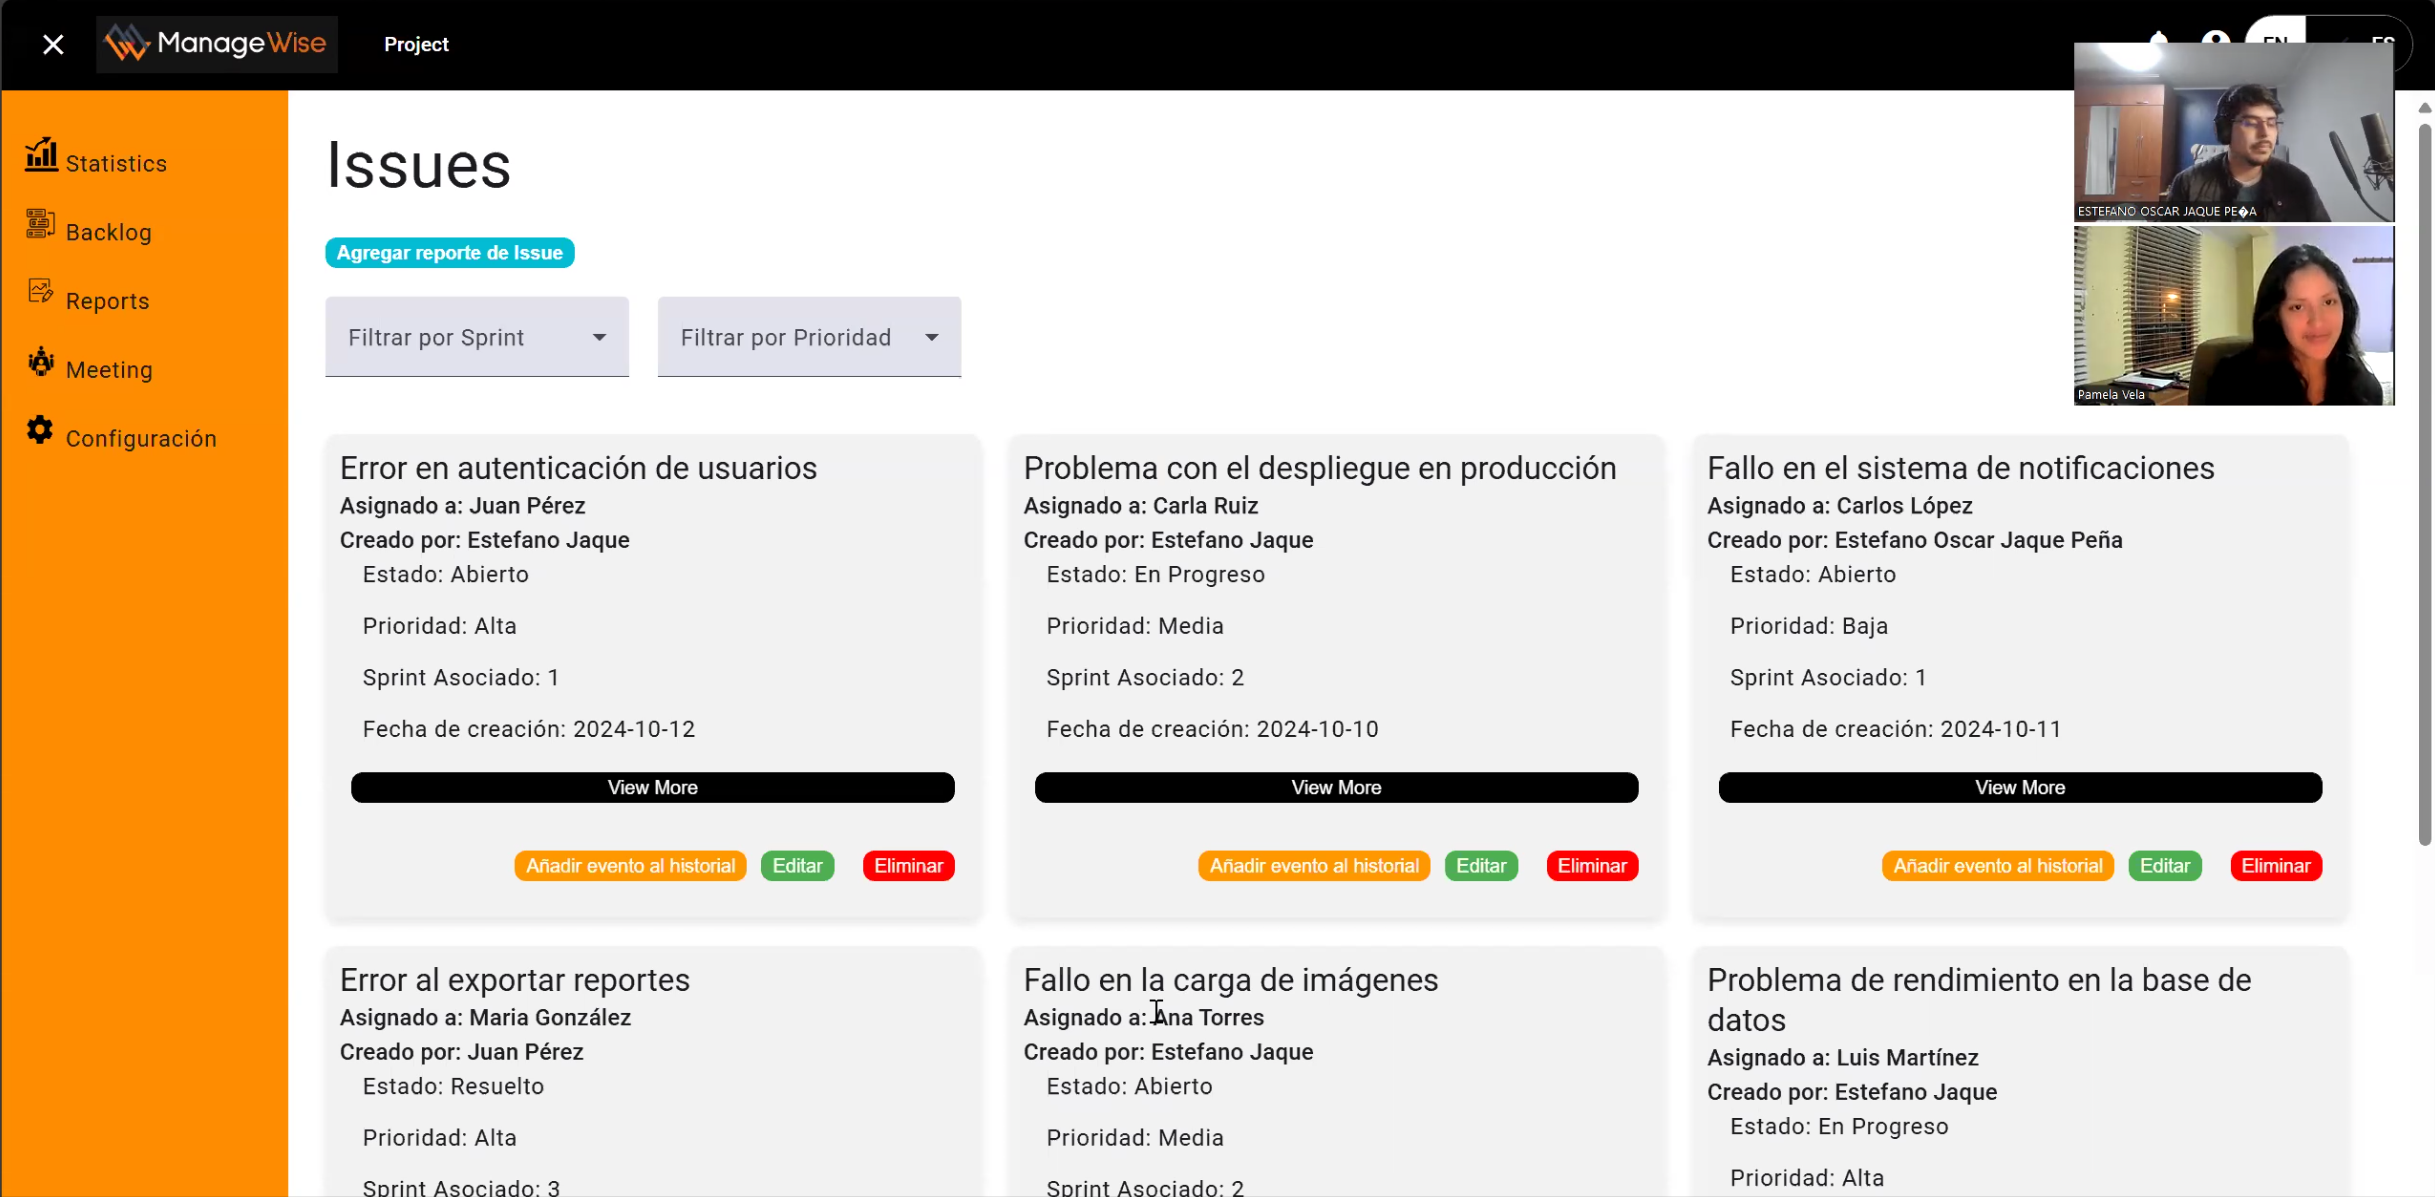 ManageWise
Project
EN
ES
Statistics
Backlog
Reports
Meeting
Configuración
Issues
Agregar reporte de Issue
Filtrar por Sprint
Filtrar por Prioridad
ESTEFANO OSCAR JAQUE PE�A
Pamela Vela
Error en autenticación de usuarios
Asignado a: Juan Pérez
Creado por: Estefano Jaque
Estado: Abierto
Prioridad: Alta
Sprint Asociado: 1
Fecha de creación: 2024-10-12
View More
Añadir evento al historial
Editar
Eliminar
Problema con el despliegue en producción
Asignado a: Carla Ruiz
Creado por: Estefano Jaque
Estado: En Progreso
Prioridad: Media
Sprint Asociado: 2
Fecha de creación: 2024-10-10
View More
Añadir evento al historial
Editar
Eliminar
Fallo en el sistema de notificaciones
Asignado a: Carlos López
Creado por: Estefano Oscar Jaque Peña
Estado: Abierto
Prioridad: Baja
Sprint Asociado: 1
Fecha de creación: 2024-10-11
View More
Añadir evento al historial
Editar
Eliminar
Error al exportar reportes
Asignado a: Maria González
Creado por: Juan Pérez
Estado: Resuelto
Prioridad: Alta
Sprint Asociado: 3
Fallo en la carga de imágenes
Asignado a: Ana Torres
Creado por: Estefano Jaque
Estado: Abierto
Prioridad: Media
Sprint Asociado: 2
Problema de rendimiento en la base de
datos
Asignado a: Luis Martínez
Creado por: Estefano Jaque
Estado: En Progreso
Prioridad: Alta